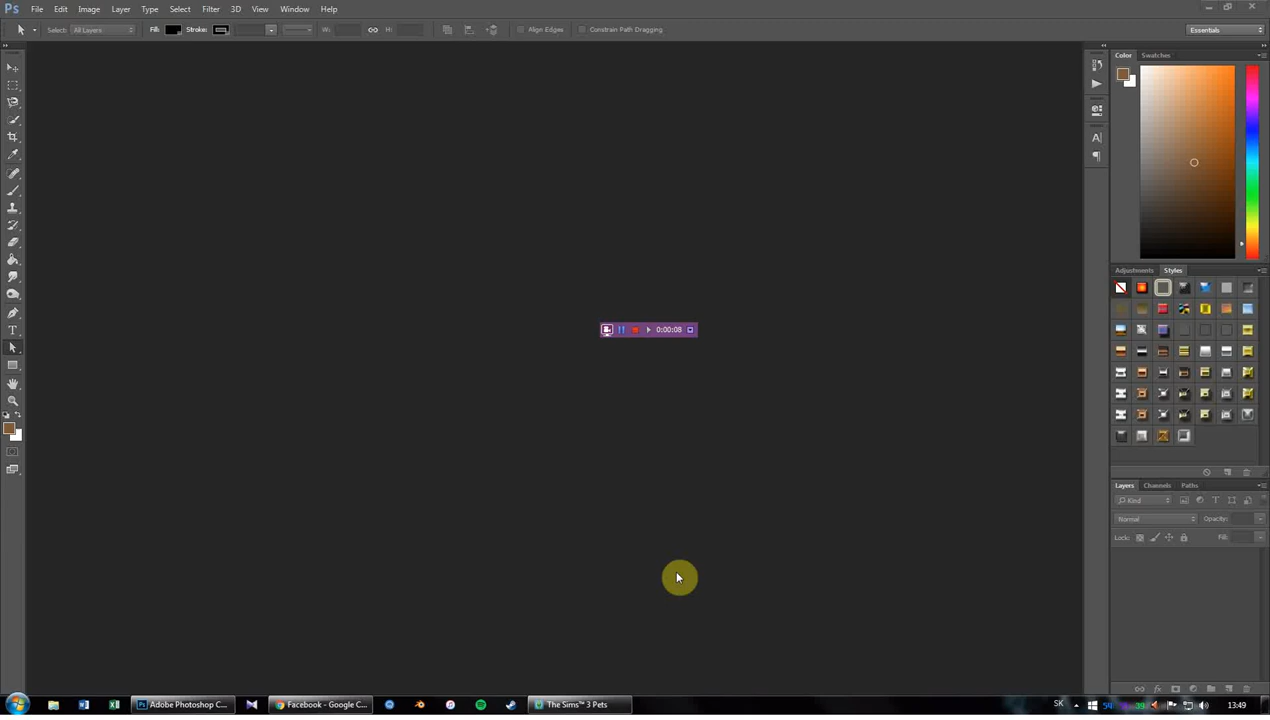 Ps File Edit Image Layer Type Select Filter 3D View Window Help
Select: All Layers Fill: Stroke: W: H: Align Edges Constrain Path Dragging Essentials
Color Swatches
0:00:08
Adjustments Styles
Layers Channels Paths
Kind
Normal Opacity:
Lock: Fill:
Adobe Photoshop C... Facebook - Google C... The Sims™ 3 Pets SK 39 13:49